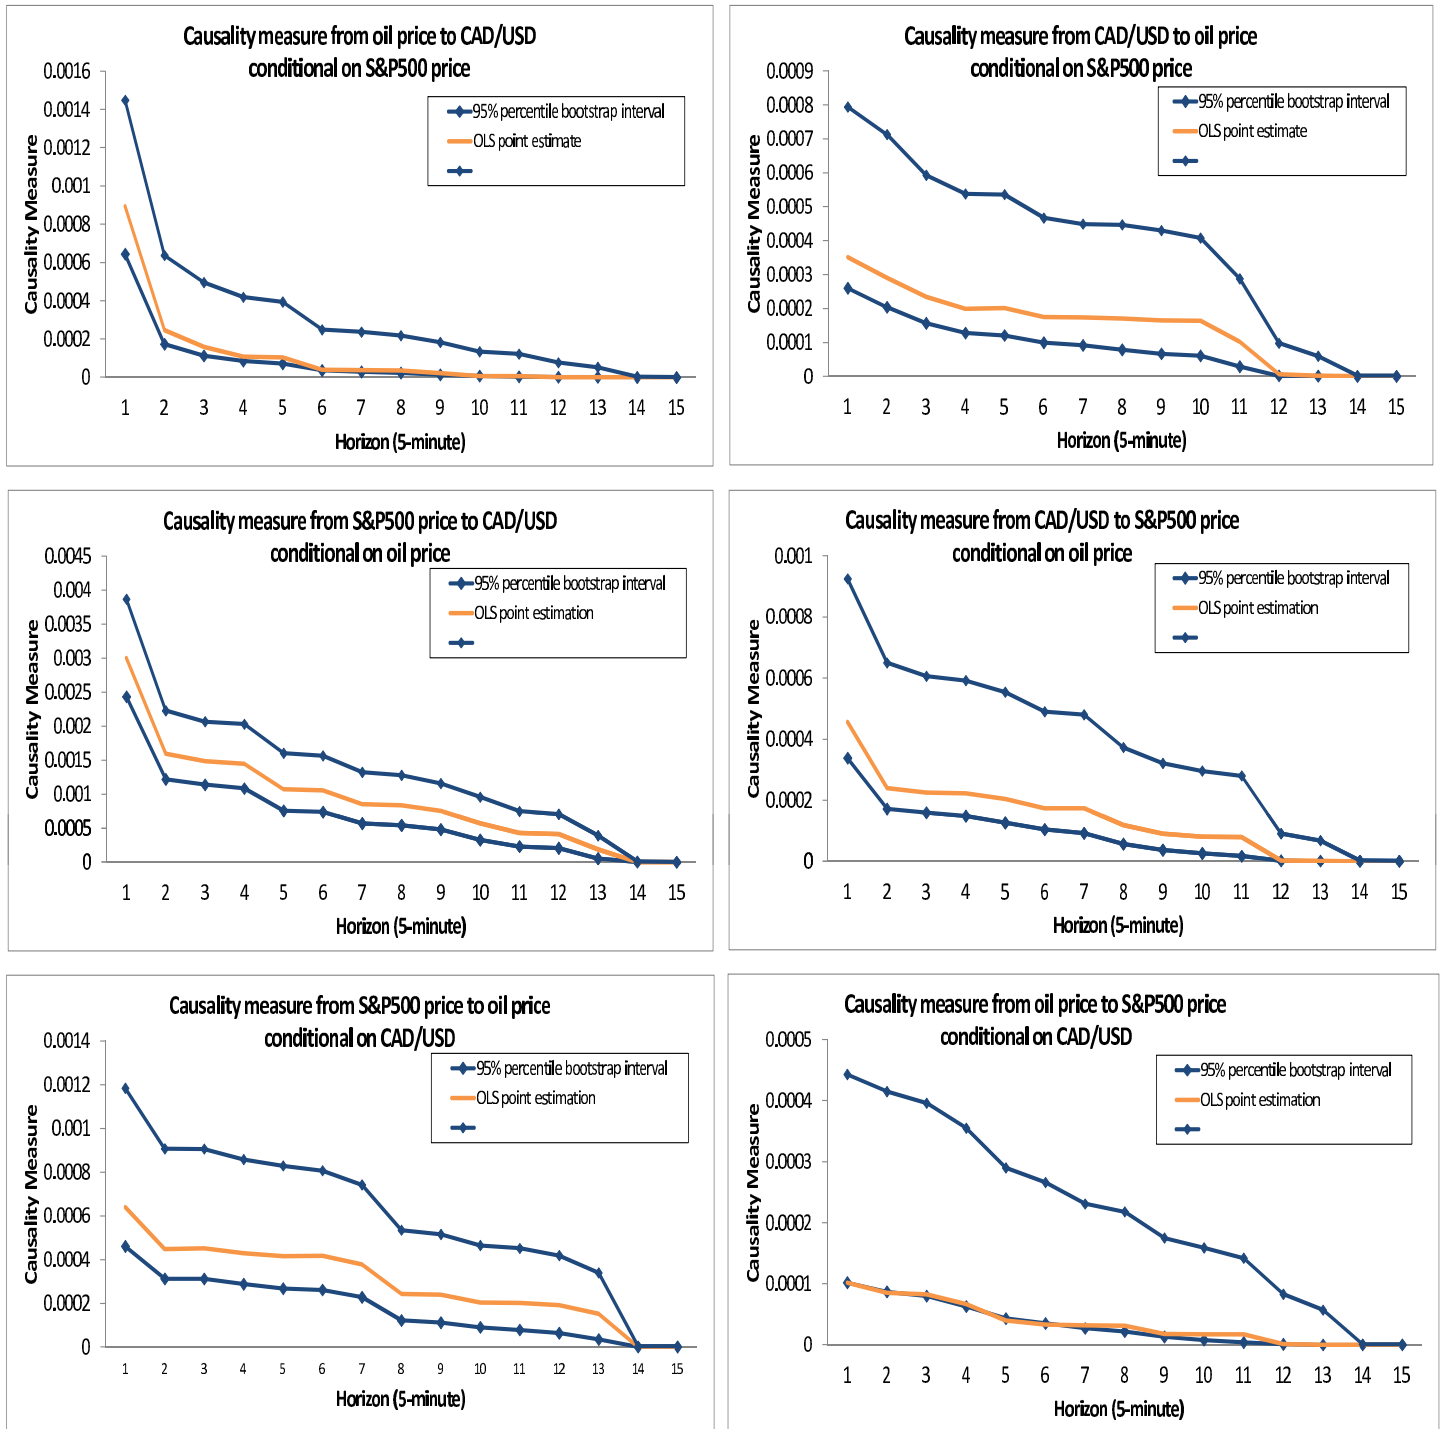 Causality measure from oil price to CAD/USD
conditional on S&P500 price
0.0016
0.0014
0.0012
0.001
0.0008
0.0006
0.0004
0.0002
0
Causality Measure
95% percentile bootstrap interval
OLS point estimate
1 2 3 4 5 6 7 8 9 10 11 12 13 14 15
Horizon (5-minute)
Causality measure from CAD/USD to oil price
conditional on S&P500 price
0.0009
0.0008
0.0007
0.0006
0.0005
0.0004
0.0003
0.0002
0.0001
0
Causality Measure
95% percentile bootstrap interval
OLS point estimate
1 2 3 4 5 6 7 8 9 10 11 12 13 14 15
Horizon (5-minute)
Causality measure from S&P500 price to CAD/USD
conditional on oil price
0.0045
0.004
0.0035
0.003
0.0025
0.002
0.0015
0.001
0.0005
0
Causality Measure
95% percentile bootstrap interval
OLS point estimation
1 2 3 4 5 6 7 8 9 10 11 12 13 14 15
Horizon (5-minute)
Causality measure from CAD/USD to S&P500 price
conditional on oil price
0.001
0.0008
0.0006
0.0004
0.0002
0
Causality Measure
95% percentile bootstrap interval
OLS point estimation
1 2 3 4 5 6 7 8 9 10 11 12 13 14 15
Horizon (5-minute)
Causality measure from S&P500 price to oil price
conditional on CAD/USD
0.0014
0.0012
0.001
0.0008
0.0006
0.0004
0.0002
0
Causality Measure
95% percentile bootstrap interval
OLS point estimation
1 2 3 4 5 6 7 8 9 10 11 12 13 14 15
Horizon (5-minute)
Causality measure from oil price to S&P500 price
conditional on CAD/USD
0.0005
0.0004
0.0003
0.0002
0.0001
0
Causality Measure
95% percentile bootstrap interval
OLS point estimation
1 2 3 4 5 6 7 8 9 10 11 12 13 14 15
Horizon (5-minute)